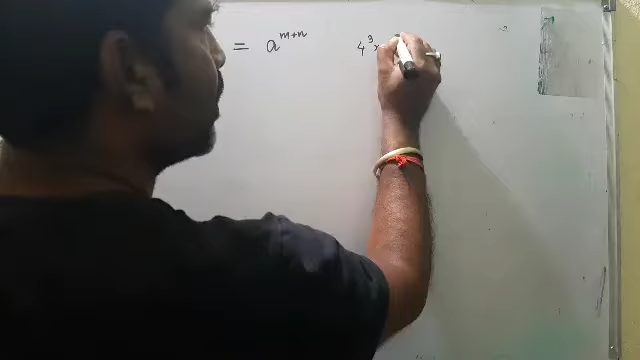 = a^{m+n} 4^3 ×